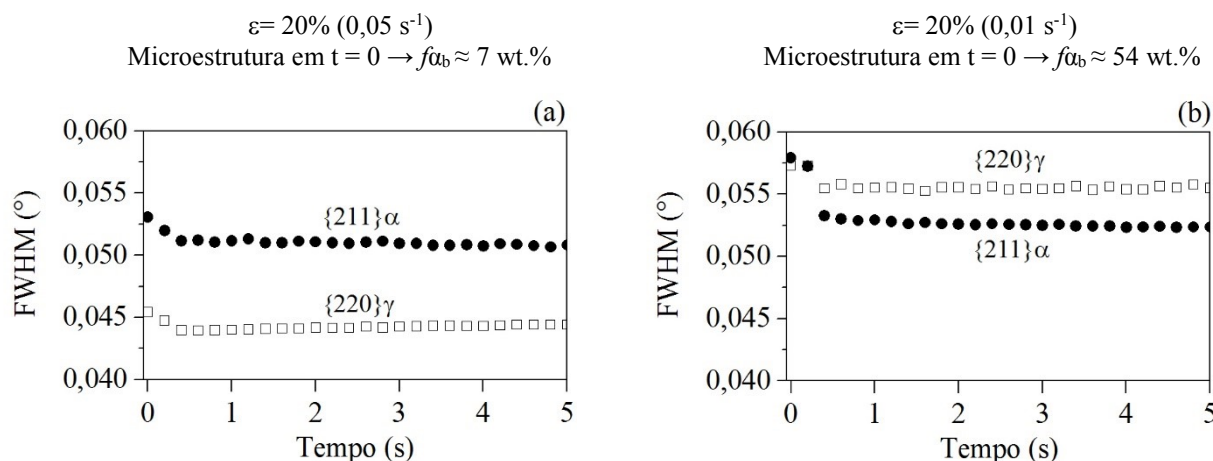 ε= 20% (0,05 s⁻¹)
Microestrutura em t = 0 → fα_b ≈ 7 wt.%
ε= 20% (0,01 s⁻¹)
Microestrutura em t = 0 → fα_b ≈ 54 wt.%
(a)
0,060
0,055
0,050
0,045
0,040
FWHM (°)
{211}α
{220}γ
0 1 2 3 4 5
Tempo (s)
(b)
0,060
0,055
0,050
0,045
0,040
FWHM (°)
{220}γ
{211}α
0 1 2 3 4 5
Tempo (s)